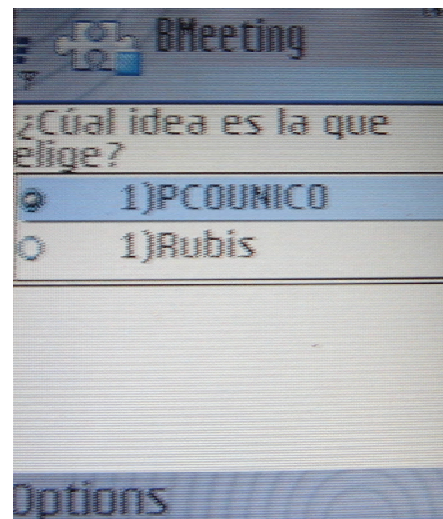 BMeeting
¿Cúal idea es la que
elige?
1)PCOUNICO
1)Rubis
Options